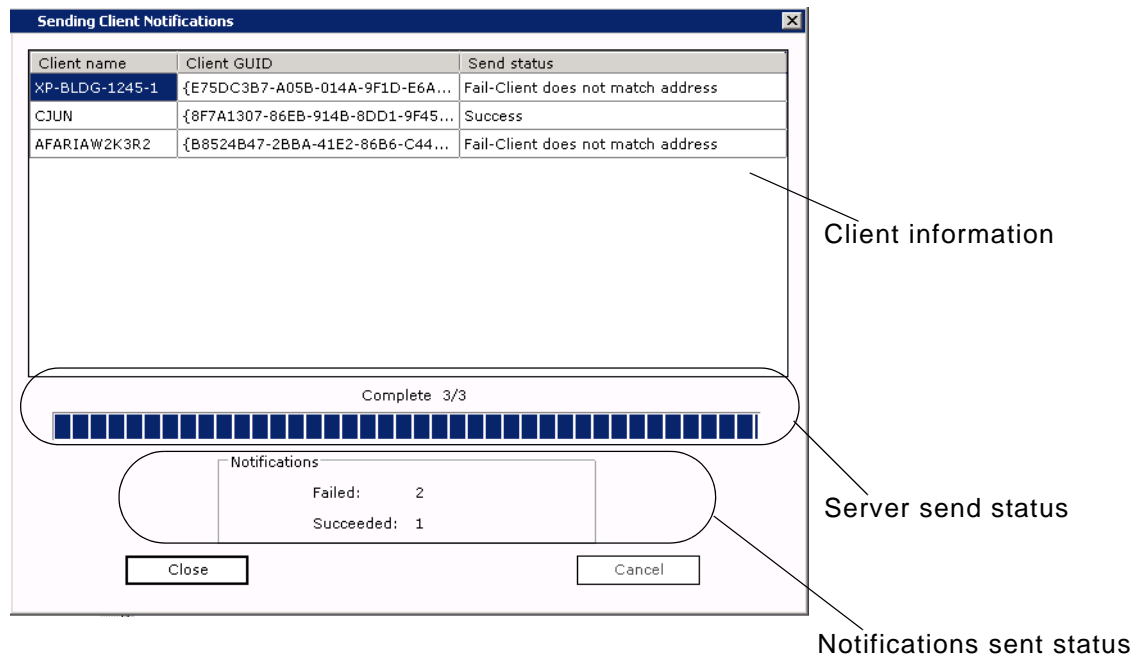 Sending Client Notifications
Client name Client GUID Send status
XP-BLDG-1245-1 {E75DC3B7-A05B-014A-9F1D-E6A... Fail-Client does not match address
CJUN {8F7A1307-86EB-914B-8DD1-9F45... Success
AFARIAW2K3R2 {B8524B47-2BBA-41E2-86B6-C44... Fail-Client does not match address
Client information
Complete 3/3
Notifications
Failed: 2
Server send status
Succeeded: 1
Close Cancel
Notifications sent status